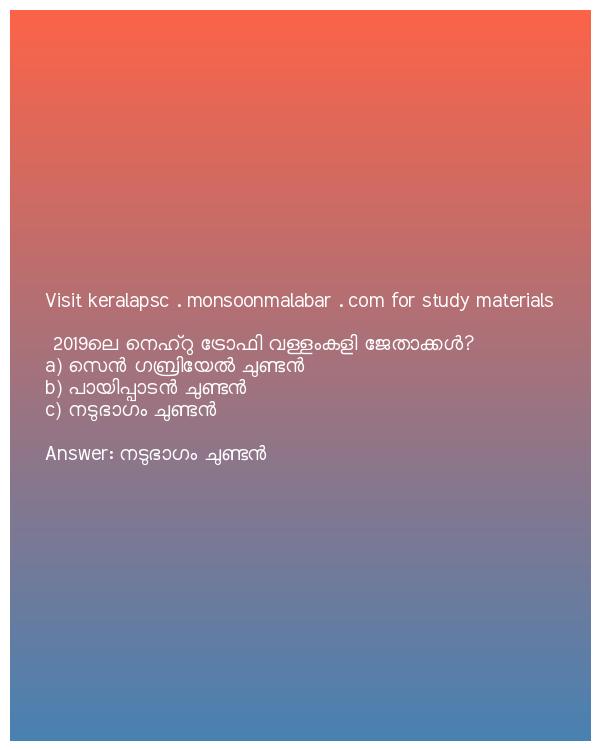 Visit keralapsc . monsoonmalabar . com for study materials
2019ലെ നെഹ്റു ട്രോഫി വള്ളംകളി ജേതാക്കൾ?
a) സെൻ ഗബ്രിയേൽ ചുണ്ടൻ
b) പായിപ്പാടൻ ചുണ്ടൻ
c) നടുഭാഗം ചുണ്ടൻ
Answer: നടുഭാഗം ചുണ്ടൻ